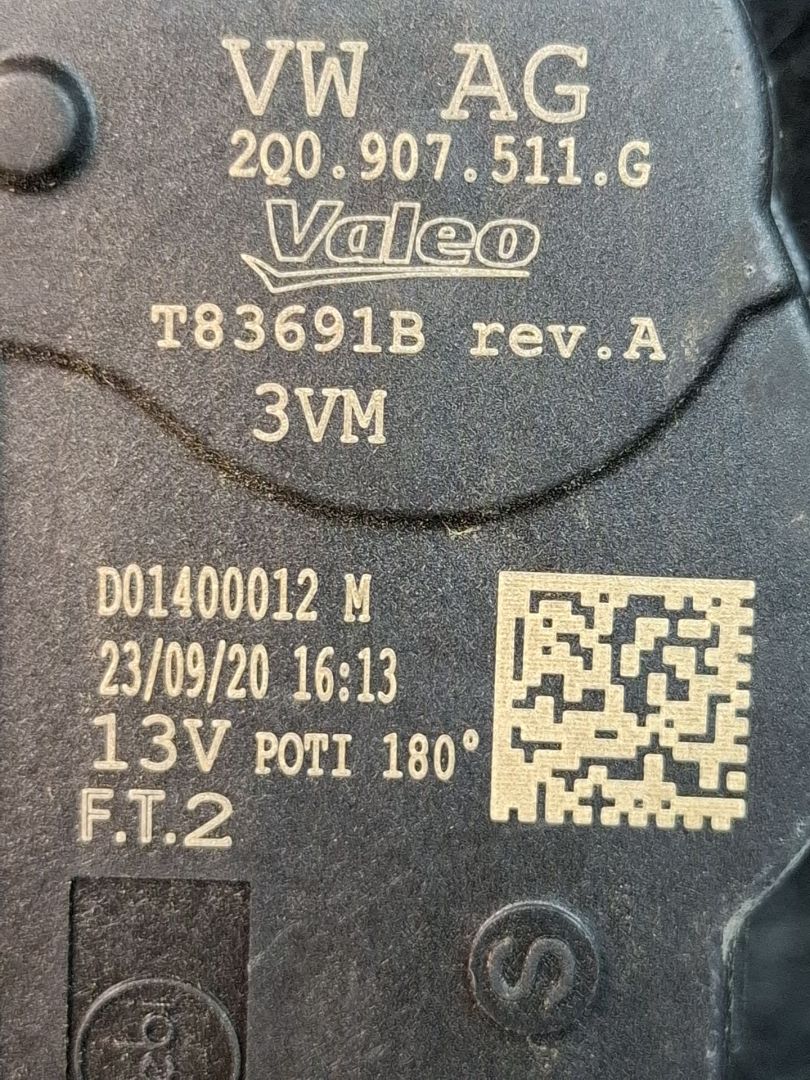 VW AG
2Q0.907.511.G
Valeo
T83691B rev.A
3VM
D01400012 M
23/09/20 16:13
13V POTI 180°
F.T.2
S